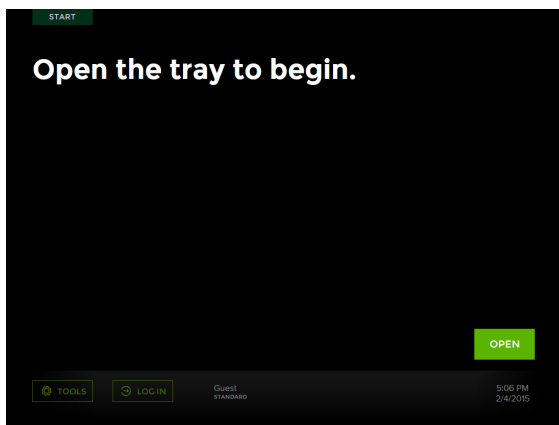 START
Open the tray to begin.
OPEN
TOOLS
LOG IN
Guest
STANDARD
5:06 PM
2/4/2015